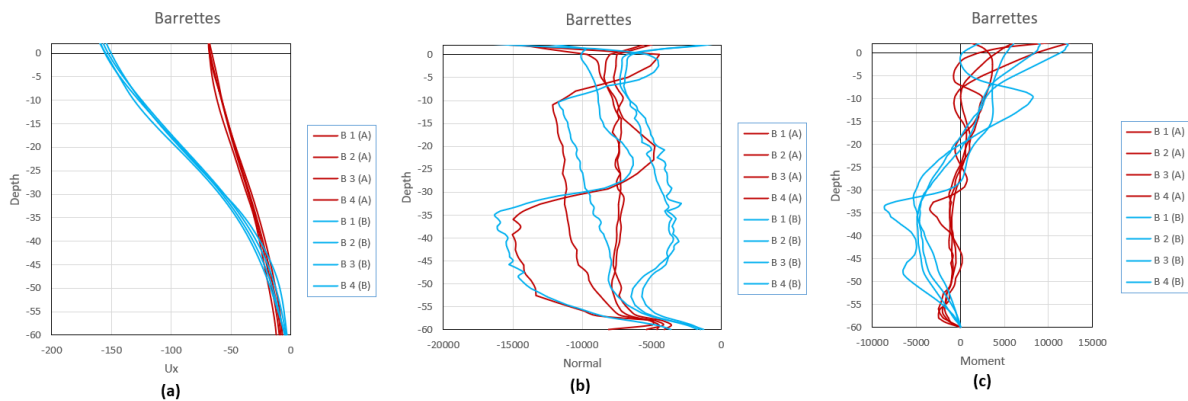 Barrettes
0
-5
-10
-15
-20
-25
-30
-35
-40
-45
-50
-55
-60
Depth
-200 -150 -100 -50 0
Ux
B 1 (A)
B 2 (A)
B 3 (A)
B 4 (A)
B 1 (B)
B 2 (B)
B 3 (B)
B 4 (B)
(a)
Barrettes
0
-5
-10
-15
-20
-25
-30
-35
-40
-45
-50
-55
-60
Depth
-20000 -15000 -10000 -5000 0
Normal
B 1 (A)
B 2 (A)
B 3 (A)
B 4 (A)
B 1 (B)
B 2 (B)
B 3 (B)
B 4 (B)
(b)
Barrettes
0
-5
-10
-15
-20
-25
-30
-35
-40
-45
-50
-55
-60
Depth
-10000 -5000 0 5000 10000 15000
Moment
B 1 (A)
B 2 (A)
B 3 (A)
B 4 (A)
B 1 (B)
B 2 (B)
B 3 (B)
B 4 (B)
(c)